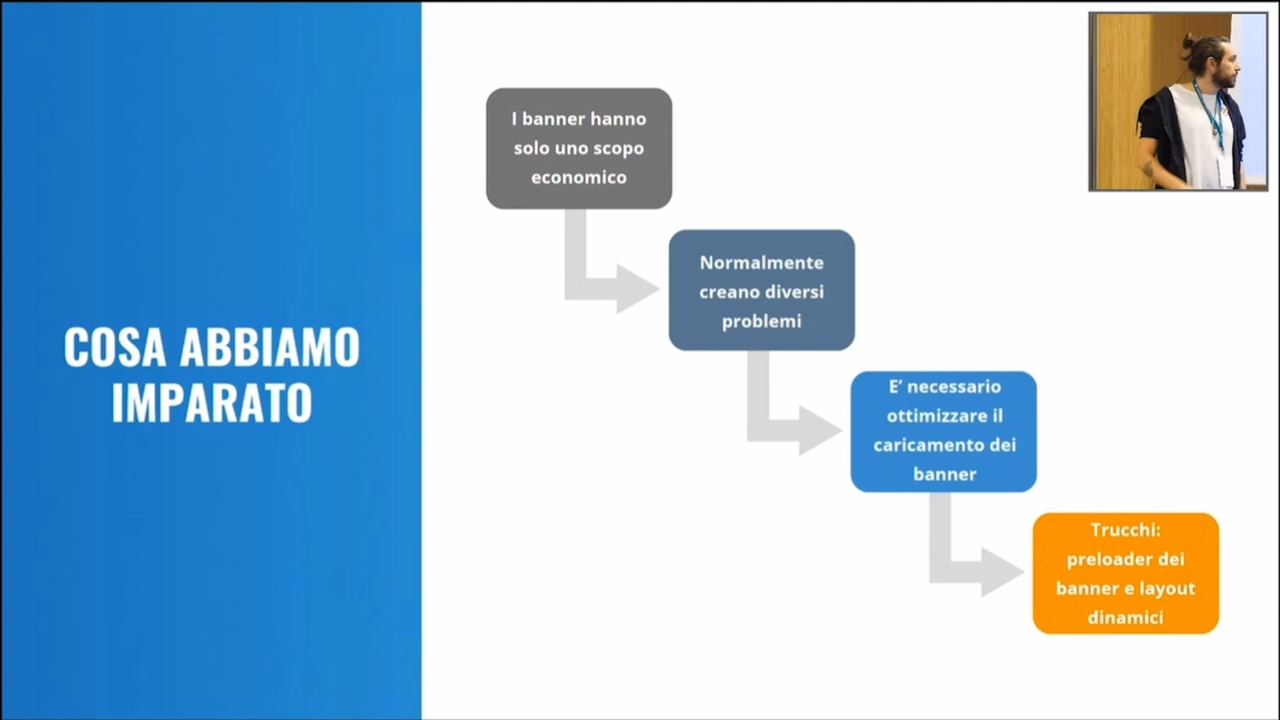 COSA ABBIAMO
IMPARATO
I banner hanno
solo uno scopo
economico
Normalmente
creano diversi
problemi
E’ necessario
ottimizzare il
caricamento dei
banner
Trucchi:
preloader dei
banner e layout
dinamici